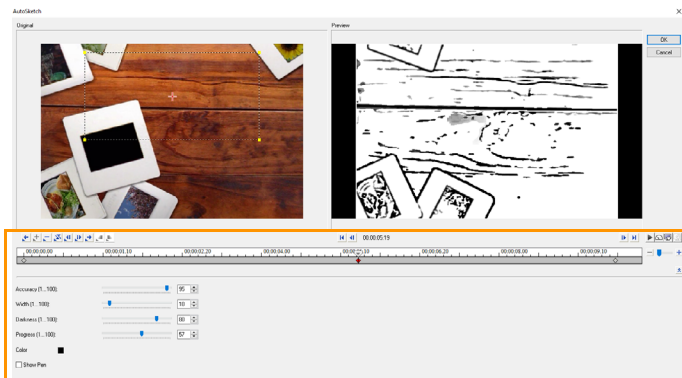 AutoSketch
Original
Preview
OK
Cancel
00:00:05:19
00:00:00.00 00:00:01.10 00:00:02.20 00:00:04.00 00:00:05.10 00:00:06.20 00:00:08.00 00:00:09.10
Accuracy (1...100): 95
Width (1...100): 10
Darkness (1...100): 80
Progress (1...100): 57
Color
Show Pen